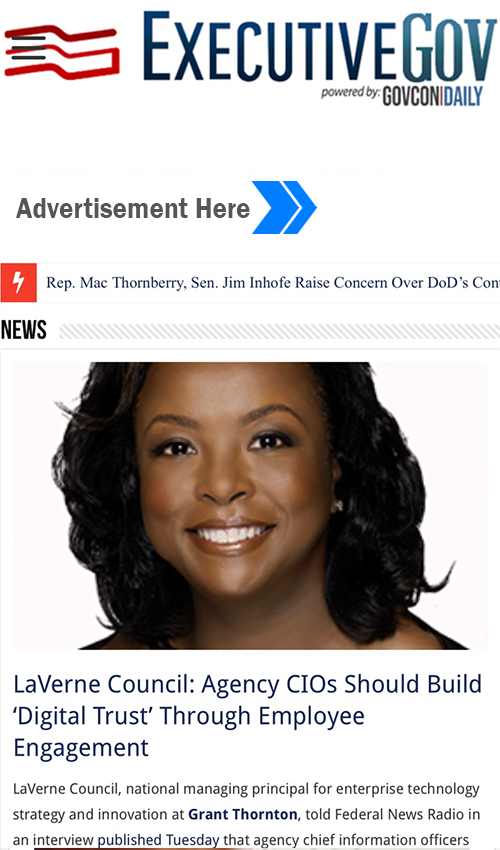 EXECUTIVEGOV
powered by: GOVCONDAILY
Advertisement Here
Rep. Mac Thornberry, Sen. Jim Inhofe Raise Concern Over DoD’s
NEWS
LaVerne Council: Agency CIOs Should Build
‘Digital Trust’ Through Employee
Engagement
LaVerne Council, national managing principal for enterprise technology
strategy and innovation at Grant Thornton, told Federal News Radio in
an interview published Tuesday that agency chief information officers